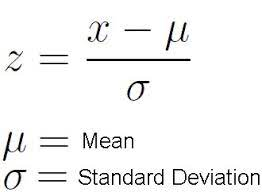 z = (x − μ) / σ
μ = Mean
σ = Standard Deviation